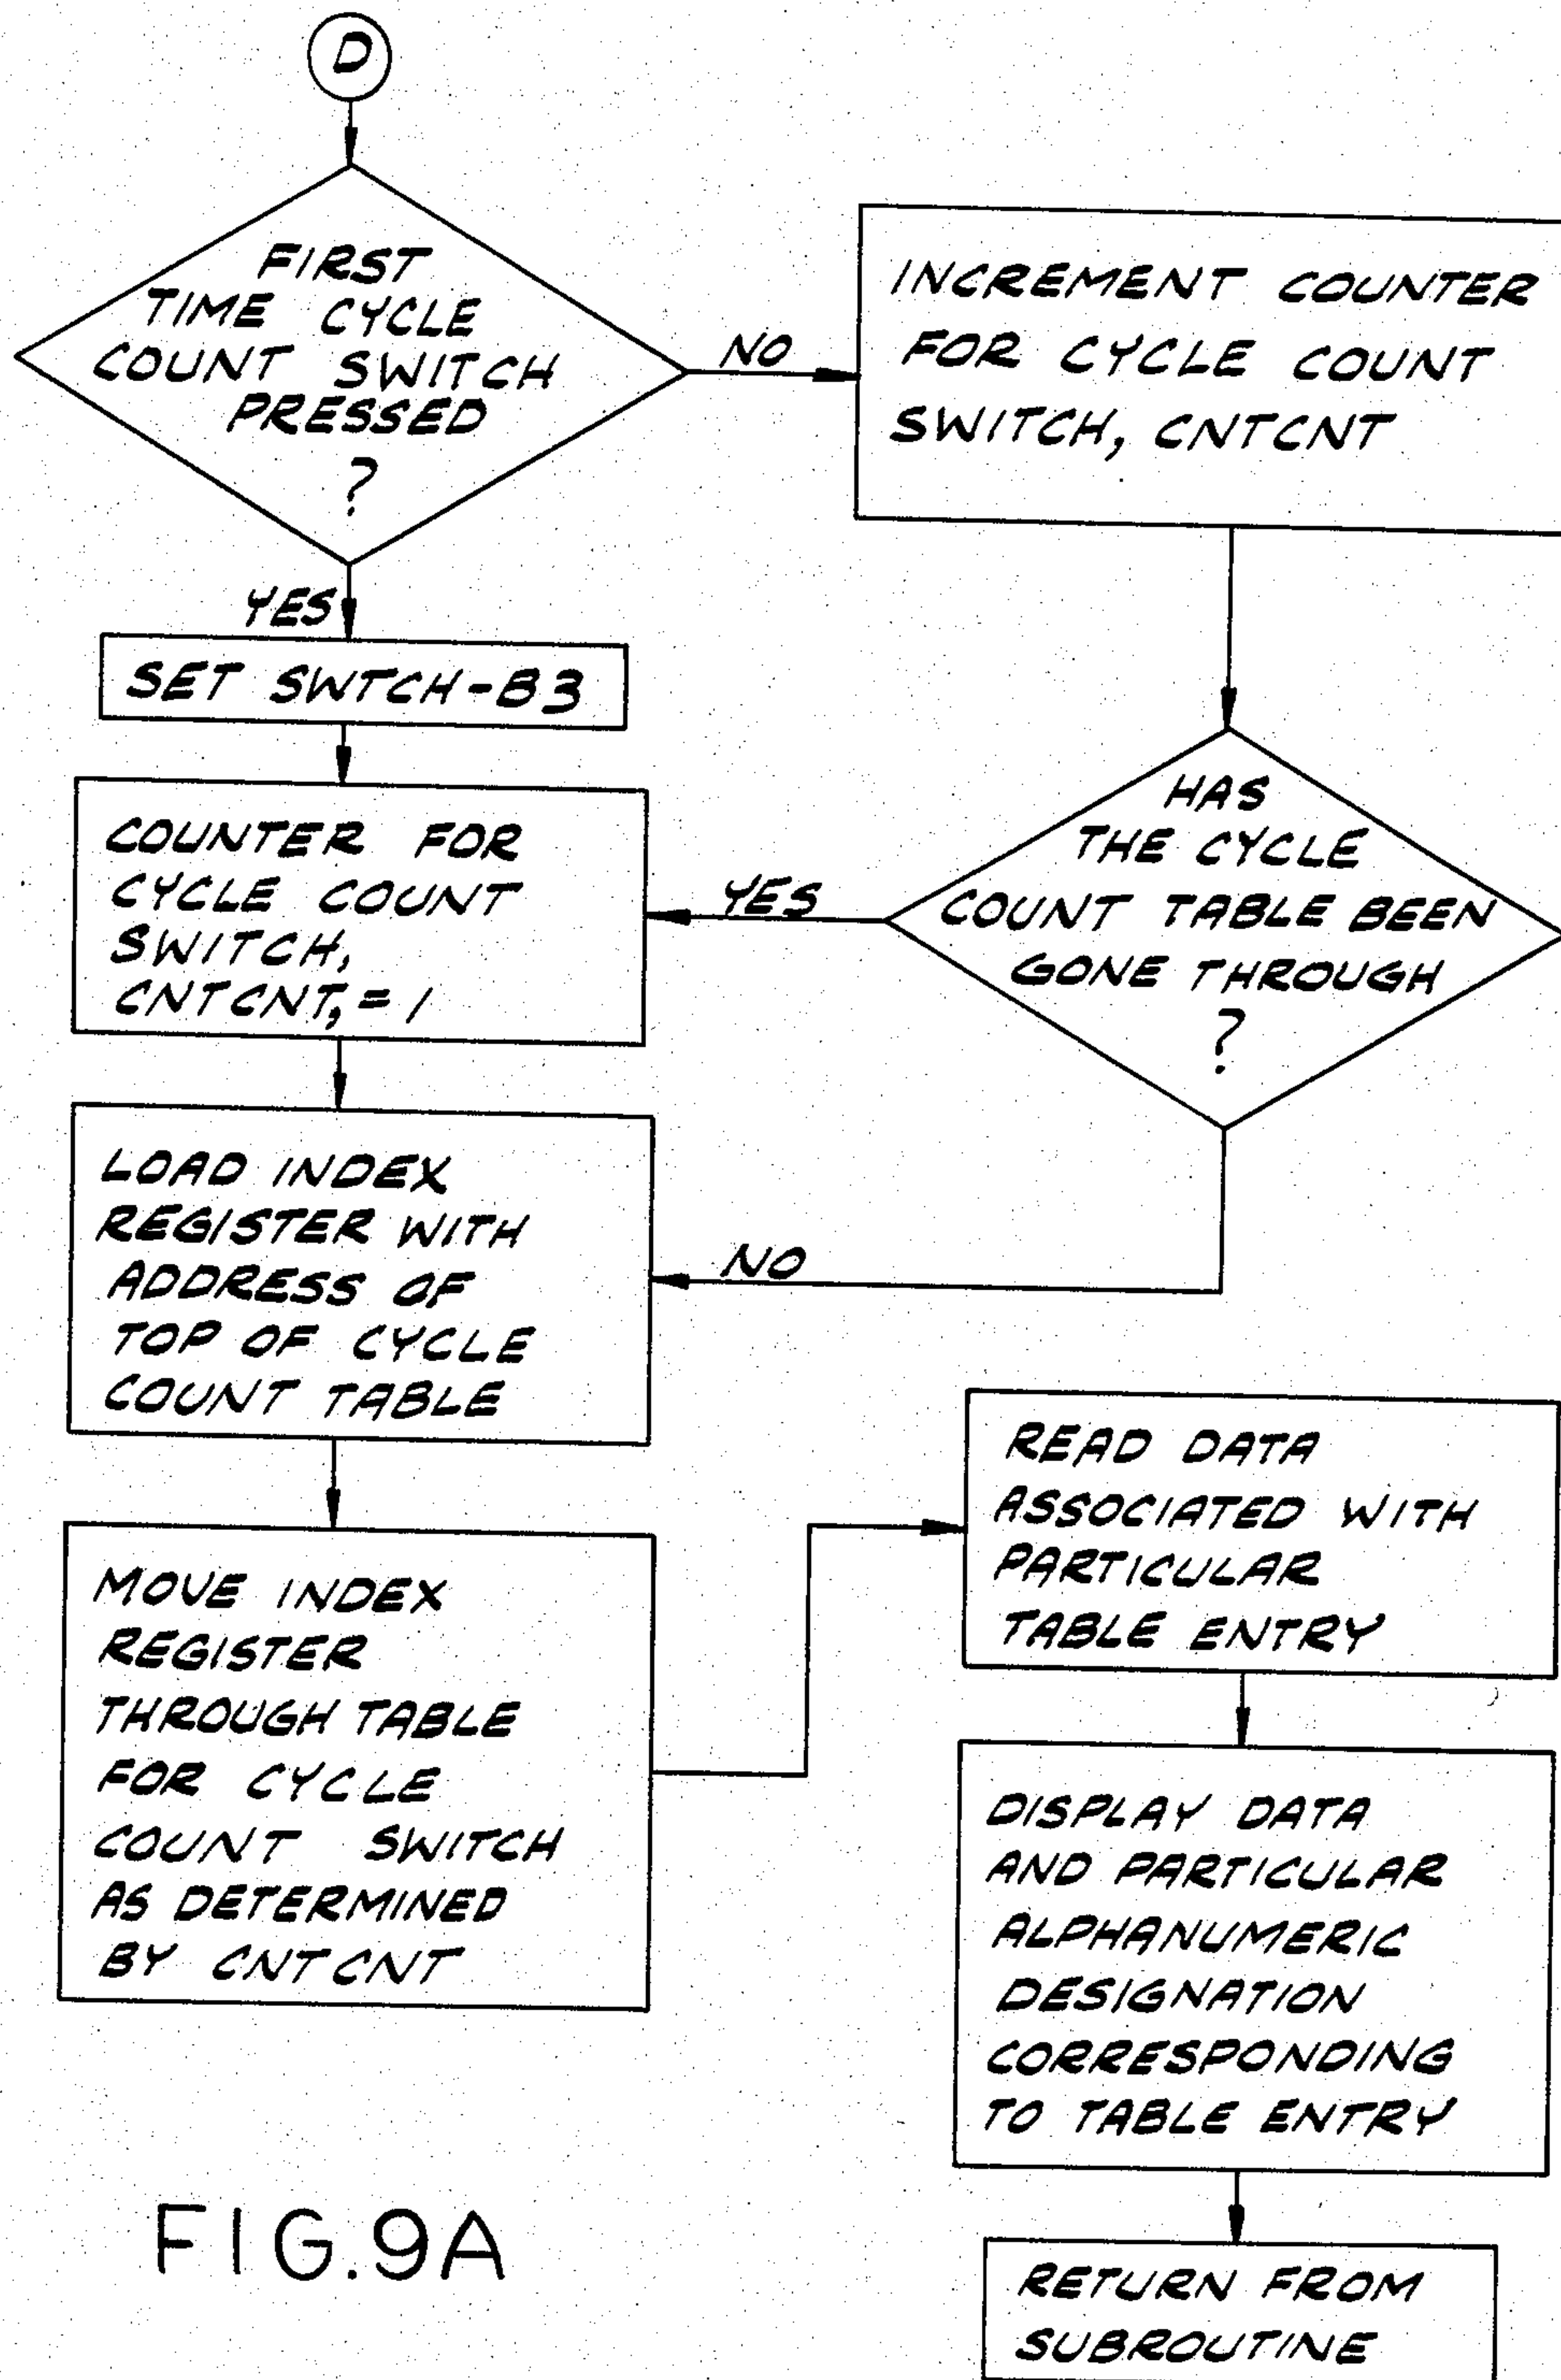 D
FIRST
TIME CYCLE
COUNT SWITCH
PRESSED
?
NO
YES
INCREMENT COUNTER
FOR CYCLE COUNT
SWITCH, CNTCNT
SET SWTCH-B3
COUNTER FOR
CYCLE COUNT
SWITCH,
CNTCNT,=1
HAS
THE CYCLE
COUNT TABLE BEEN
GONE THROUGH
?
YES
NO
LOAD INDEX
REGISTER WITH
ADDRESS OF
TOP OF CYCLE
COUNT TABLE
MOVE INDEX
REGISTER
THROUGH TABLE
FOR CYCLE
COUNT SWITCH
AS DETERMINED
BY CNTCNT
READ DATA
ASSOCIATED WITH
PARTICULAR
TABLE ENTRY
DISPLAY DATA
AND PARTICULAR
ALPHANUMERIC
DESIGNATION
CORRESPONDING
TO TABLE ENTRY
RETURN FROM
SUBROUTINE
FIG.9A